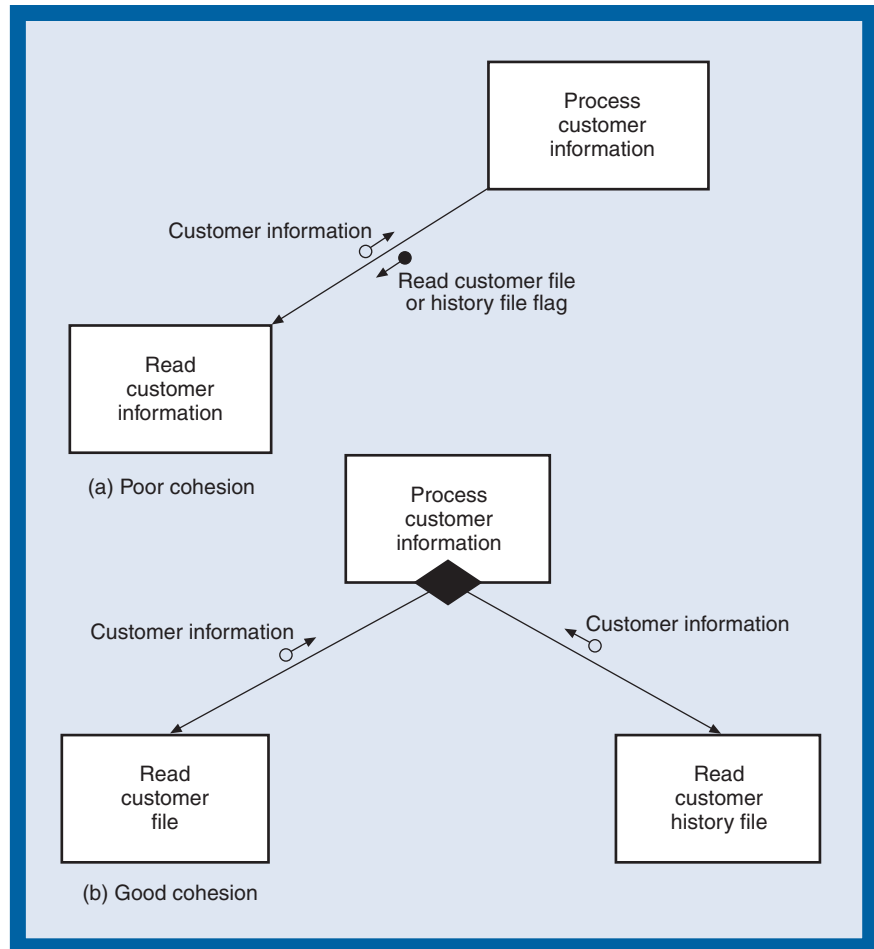 Process
customer
information
Customer information
Read customer file
or history file flag
Read
customer
information
(a) Poor cohesion
Process
customer
information
Customer information
Customer information
Read
customer
file
Read
customer
history file
(b) Good cohesion